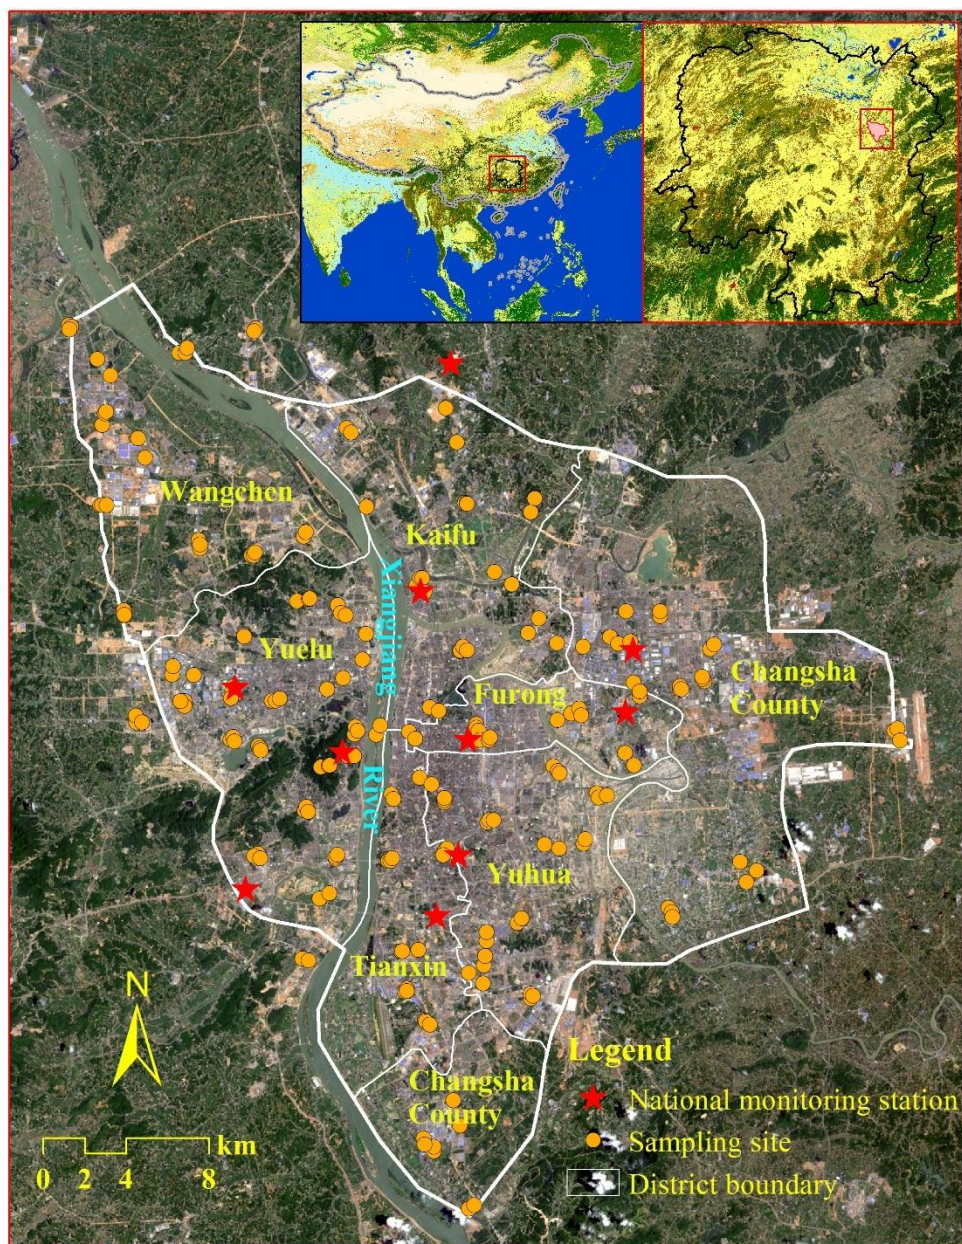 Wangchen
Kaifu
Xiangjiang
River
Yuelu
Furong
Changsha
County
Yuhua
Tianxin
N
Changsha
County
km
0 2 4 8
Legend
National monitoring station
Sampling site
District boundary